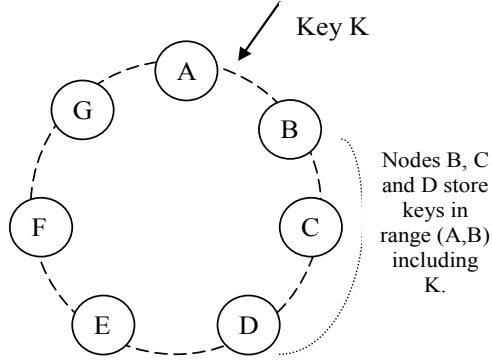 Key K
A
B
C
D
E
F
G
Nodes B, C
and D store
keys in
range (A,B)
including
K.